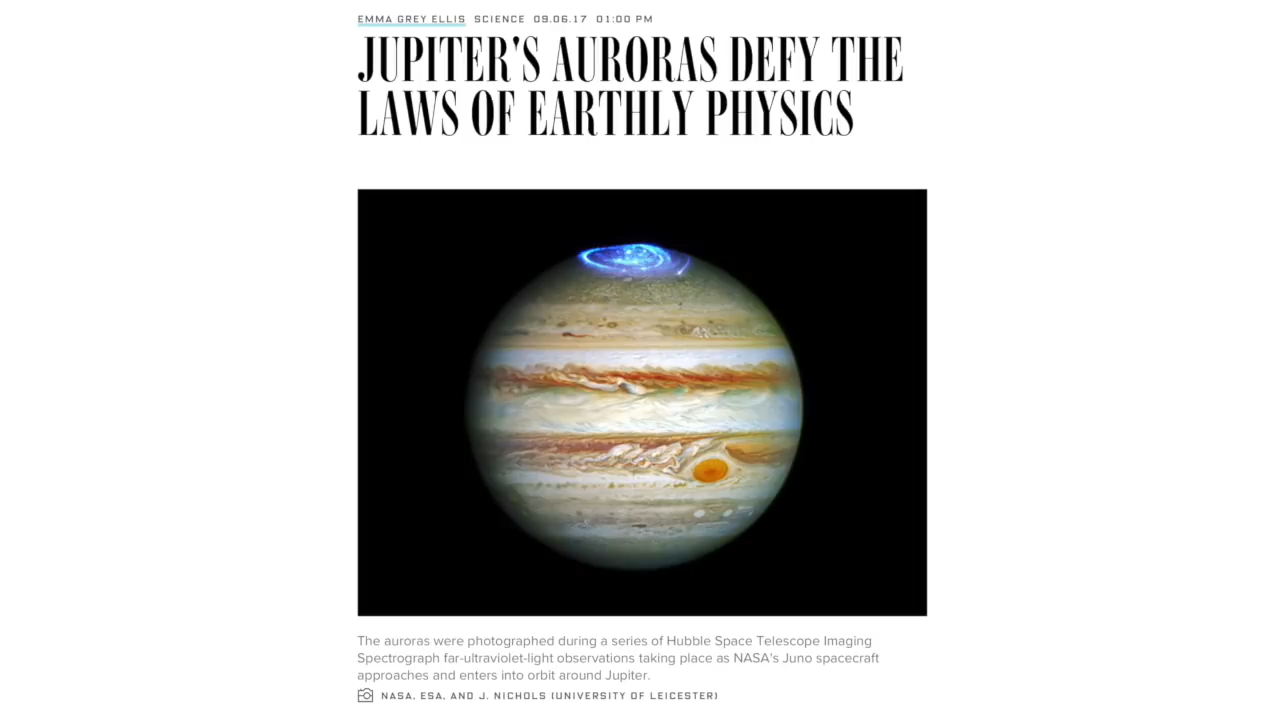 EMMA GREY ELLIS SCIENCE 09.06.17 01:00 PM
JUPITER'S AURORAS DEFY THE
LAWS OF EARTHLY PHYSICS
The auroras were photographed during a series of Hubble Space Telescope Imaging
Spectrograph far-ultraviolet-light observations taking place as NASA's Juno spacecraft
approaches and enters into orbit around Jupiter.
NASA, ESA, AND J. NICHOLS (UNIVERSITY OF LEICESTER)